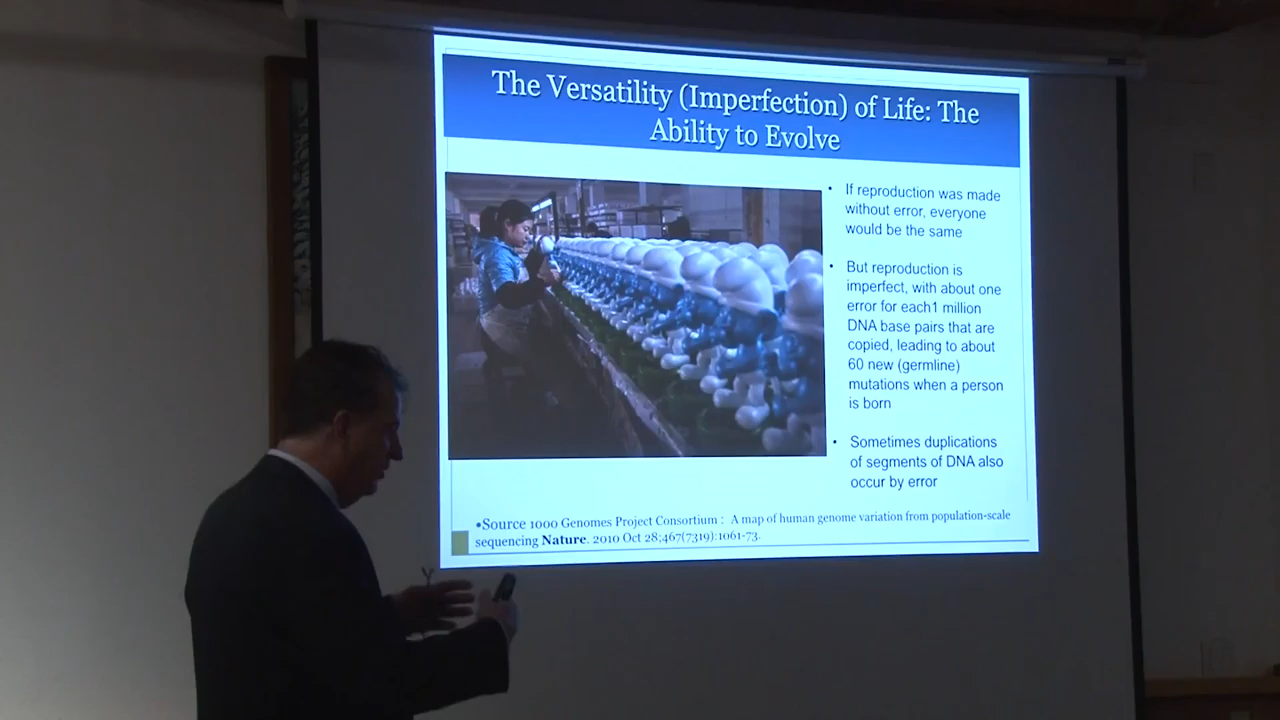 The Versatility (Imperfection) of Life: The
Ability to Evolve
• If reproduction was made
without error, everyone
would be the same
• But reproduction is
imperfect, with about one
error for each1 million
DNA base pairs that are
copied, leading to about
60 new (germline)
mutations when a person
is born
• Sometimes duplications
of segments of DNA also
occur by error
•Source 1000 Genomes Project Consortium : A map of human genome variation from population-scale
sequencing Nature. 2010 Oct 28;467(7319):1061-73.